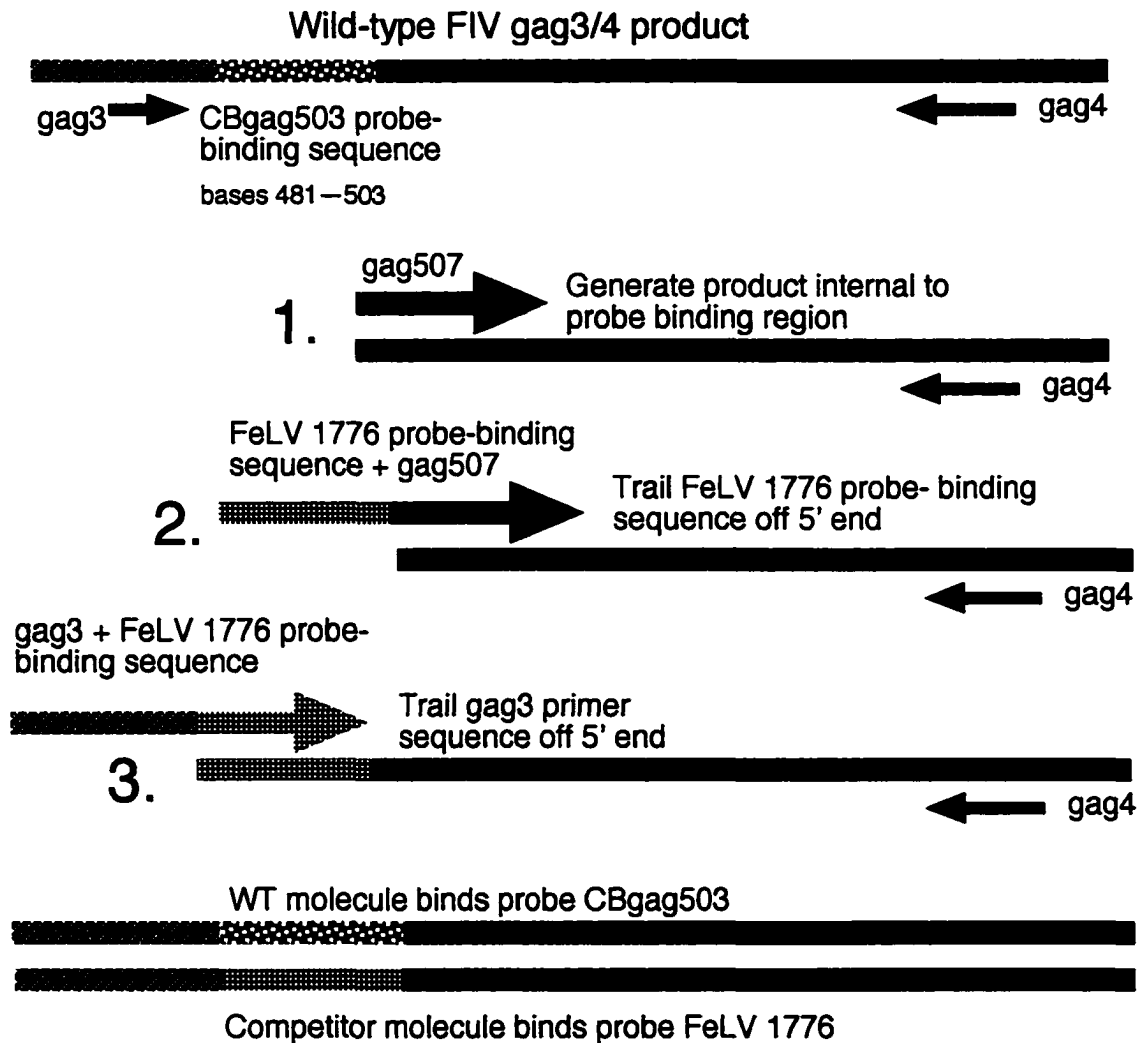 Wild-type FIV gag3/4 product
gag3
CBgag503 probe-
binding sequence
bases 481—503
gag4
1.
gag507
Generate product internal to
probe binding region
gag4
2.
FeLV 1776 probe-binding
sequence + gag507
Trail FeLV 1776 probe- binding
sequence off 5' end
gag4
gag3 + FeLV 1776 probe-
binding sequence
3.
Trail gag3 primer
sequence off 5' end
gag4
WT molecule binds probe CBgag503
Competitor molecule binds probe FeLV 1776